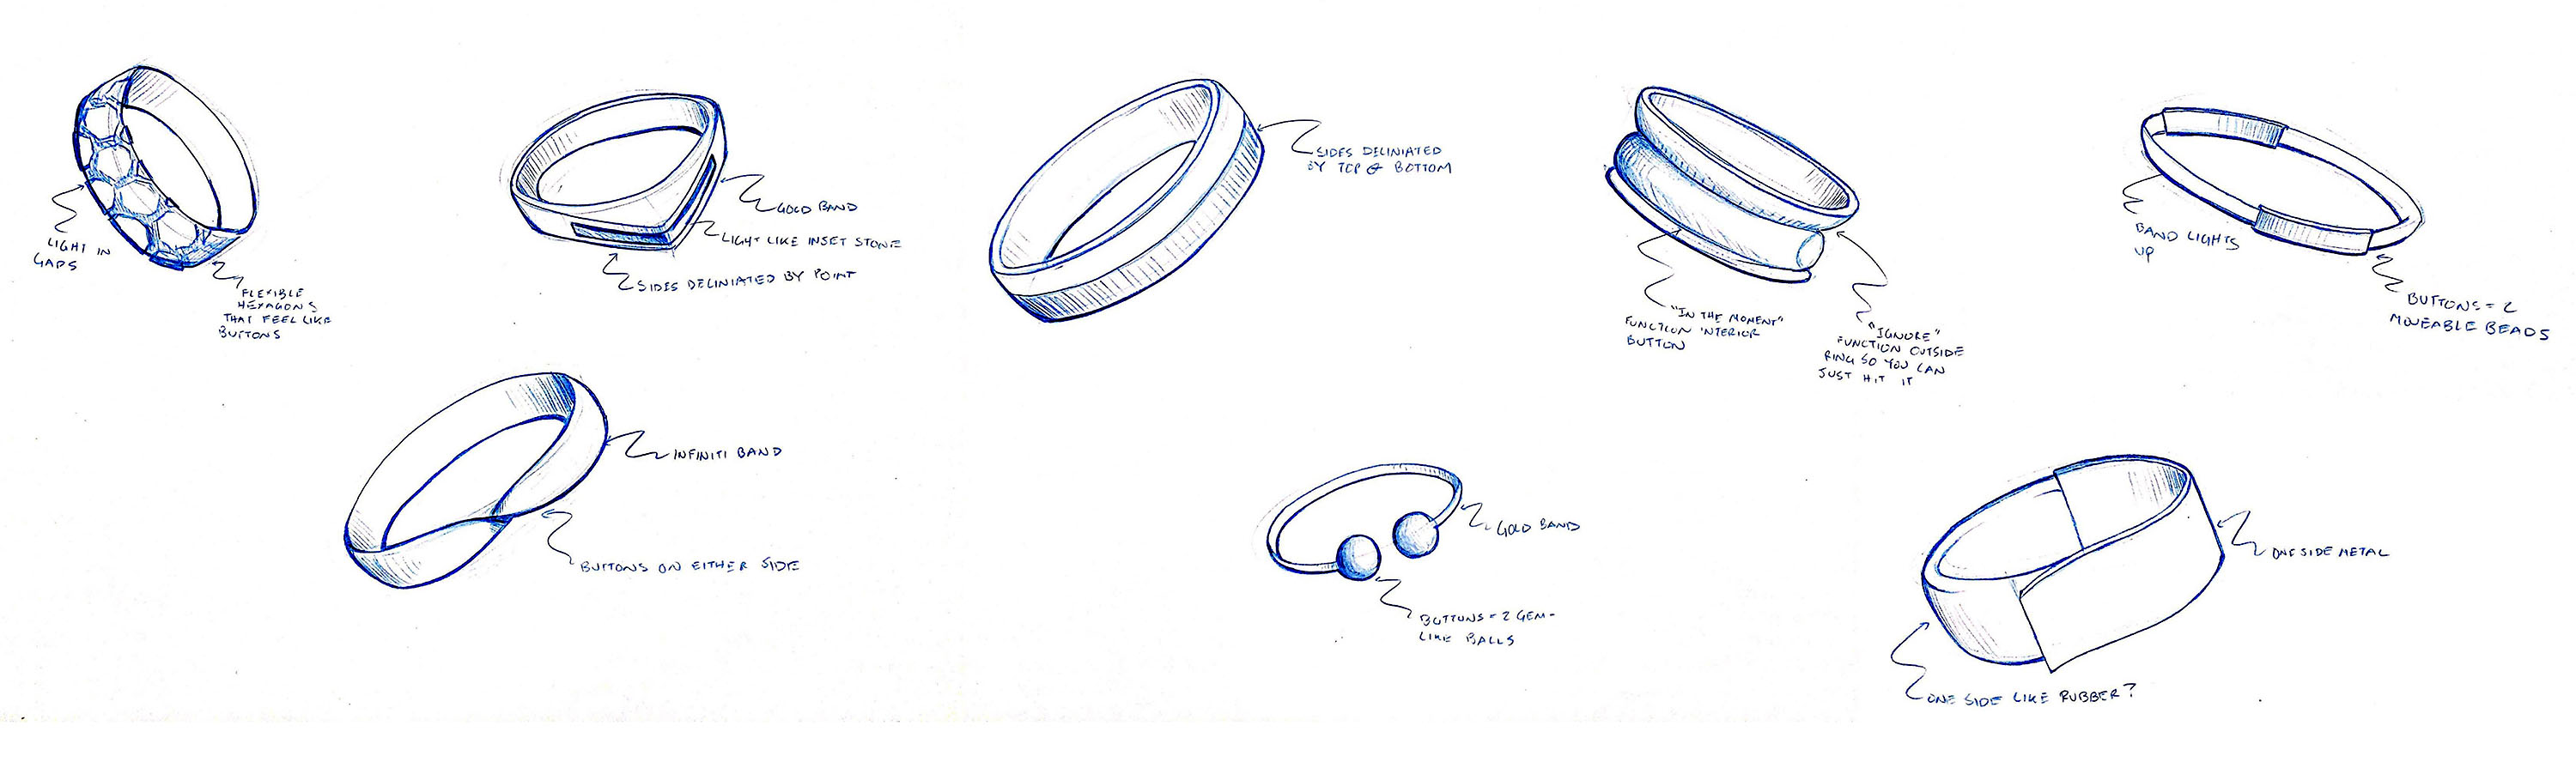 LIGHT IN
GAPS
FLEXIBLE
HEXAGONS
THAT FEEL LIKE
BUTTONS
GOLD BAND
LIGHT LIKE INSET STONE
SIDES DELINIATED BY POINT
SIDES DELINIATED
BY TOP & BOTTOM
"IN THE MOMENT"
FUNCTION INTERIOR
BUTTON
"IGNORE"
FUNCTION OUTSIDE
RING SO YOU CAN
JUST HIT IT
BAND LIGHTS
UP
BUTTONS = 2
MOVEABLE BEADS
INFINITI BAND
BUTTONS ON EITHER SIDE
GOLD BAND
BUTTONS = 2 GEM-
LIKE BALLS
ONE SIDE METAL
ONE SIDE LIKE RUBBER?